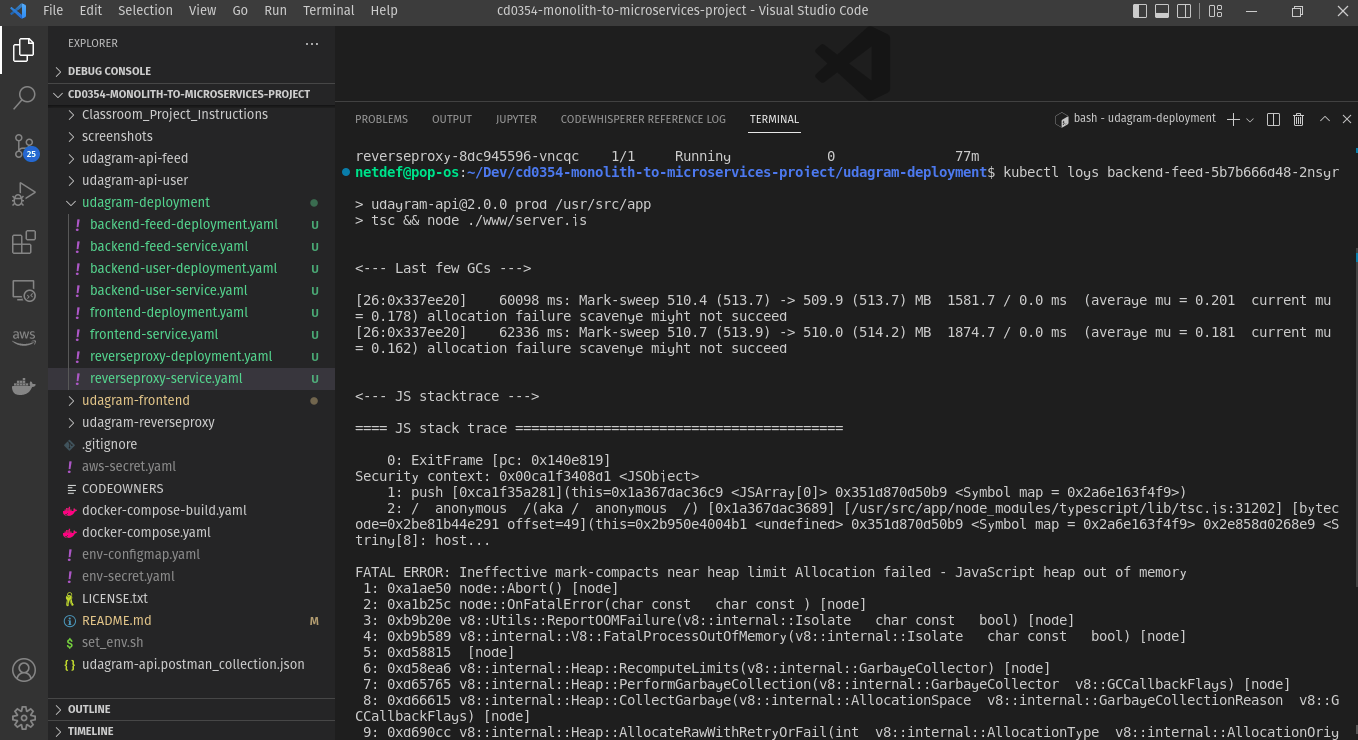 File Edit Selection View Go Run Terminal Help cd0354-monolith-to-microservices-project - Visual Studio Code
EXPLORER
DEBUG CONSOLE
CD0354-MONOLITH-TO-MICROSERVICES-PROJECT
Classroom_Project_Instructions
screenshots
udagram-api-feed
udagram-api-user
udagram-deployment
backend-feed-deployment.yaml U
backend-feed-service.yaml U
backend-user-deployment.yaml U
backend-user-service.yaml U
frontend-deployment.yaml U
frontend-service.yaml U
reverseproxy-deployment.yaml U
reverseproxy-service.yaml U
udagram-frontend
udagram-reverseproxy
.gitignore
aws-secret.yaml
CODEOWNERS
docker-compose-build.yaml
docker-compose.yaml
env-configmap.yaml
env-secret.yaml
LICENSE.txt
README.md M
set_env.sh
udagram-api.postman_collection.json
OUTLINE
TIMELINE
25
aws
PROBLEMS OUTPUT JUPYTER CODEWHISPERER REFERENCE LOG TERMINAL bash - udagram-deployment
reverseproxy-8dc945596-vncqc 1/1 Running 0 77m
netdef@pop-os:~/Dev/cd0354-monolith-to-microservices-project/udagram-deployment$ kubectl logs backend-feed-5b7b666d48-2nsyr
> udagram-api@2.0.0 prod /usr/src/app
> tsc && node ./www/server.js
<--- Last few GCs --->
[26:0x337ee20] 60098 ms: Mark-sweep 510.4 (513.7) -> 509.9 (513.7) MB 1581.7 / 0.0 ms (average mu = 0.201 current mu
= 0.178) allocation failure scavenge might not succeed
[26:0x337ee20] 62336 ms: Mark-sweep 510.7 (513.9) -> 510.0 (514.2) MB 1874.7 / 0.0 ms (average mu = 0.181 current mu
= 0.162) allocation failure scavenge might not succeed
<--- JS stacktrace --->
==== JS stack trace =========================================
0: ExitFrame [pc: 0x140e819]
Security context: 0x00ca1f3408d1 <JSObject>
1: push [0xca1f35a281](this=0x1a367dac36c9 <JSArray[0]> 0x351d870d50b9 <Symbol map = 0x2a6e163f4f9>)
2: / anonymous /(aka / anonymous /) [0x1a367dac3689] [/usr/src/app/node_modules/typescript/lib/tsc.js:31202] [bytec
ode=0x2be81b44e291 offset=49](this=0x2b950e4004b1 <undefined> 0x351d870d50b9 <Symbol map = 0x2a6e163f4f9> 0x2e858d0268e9 <S
tring[8]: host...
FATAL ERROR: Ineffective mark-compacts near heap limit Allocation failed - JavaScript heap out of memory
1: 0xa1ae50 node::Abort() [node]
2: 0xa1b25c node::OnFatalError(char const char const ) [node]
3: 0xb9b20e v8::Utils::ReportOOMFailure(v8::internal::Isolate char const bool) [node]
4: 0xb9b589 v8::internal::V8::FatalProcessOutOfMemory(v8::internal::Isolate char const bool) [node]
5: 0xd58815 [node]
6: 0xd58ea6 v8::internal::Heap::RecomputeLimits(v8::internal::GarbageCollector) [node]
7: 0xd65765 v8::internal::Heap::PerformGarbageCollection(v8::internal::GarbageCollector v8::GCCallbackFlags) [node]
8: 0xd66615 v8::internal::Heap::CollectGarbage(v8::internal::AllocationSpace v8::internal::GarbageCollectionReason v8::G
CCallbackFlags) [node]
9: 0xd690cc v8::internal::Heap::AllocateRawWithRetryOrFail(int v8::internal::AllocationType v8::internal::AllocationOrig